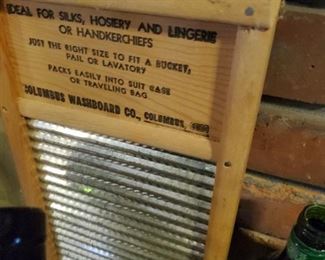 IDEAL FOR SILKS, HOSIERY AND LINGERIE
OR HANDKERCHIEFS
JUST THE RIGHT SIZE TO FIT A BUCKET,
PAIL OR LAVATORY
PACKS EASILY INTO SUIT CASE
OR TRAVELING BAG
COLUMBUS WASHBOARD CO., COLUMBUS,